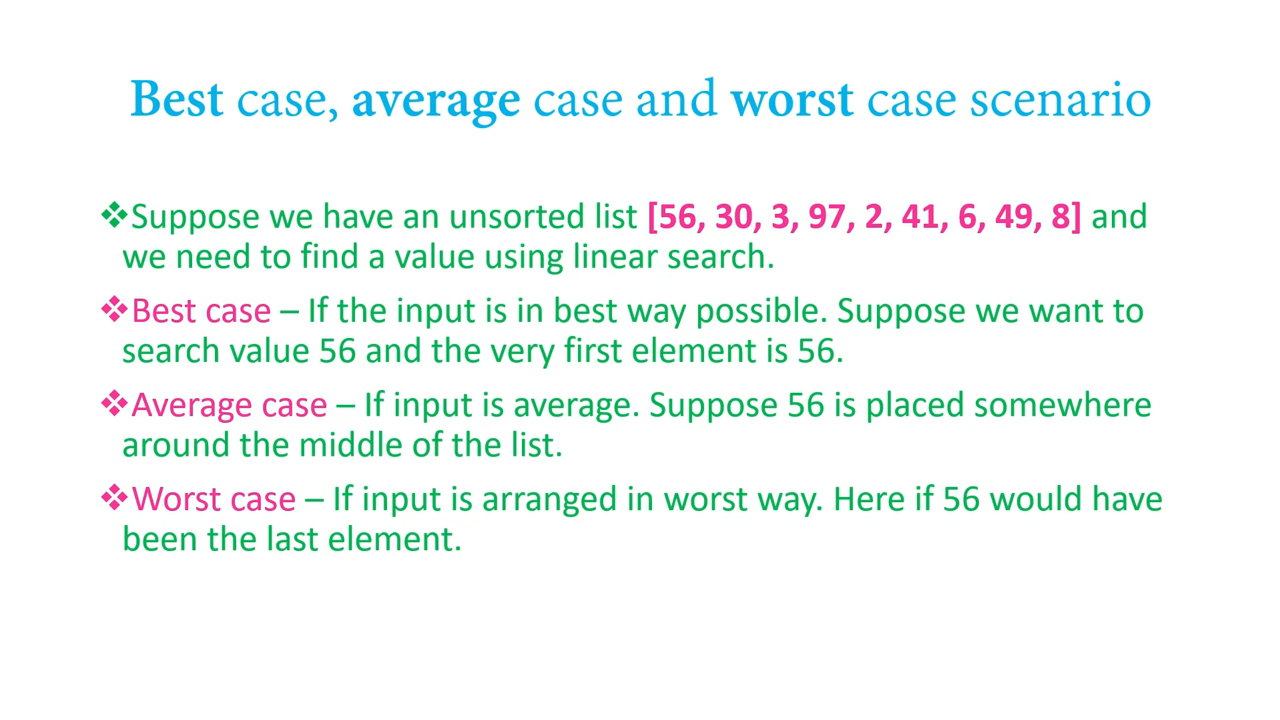 Best case, average case and worst case scenario
❖Suppose we have an unsorted list [56, 30, 3, 97, 2, 41, 6, 49, 8] and
we need to find a value using linear search.
❖Best case – If the input is in best way possible. Suppose we want to
search value 56 and the very first element is 56.
❖Average case – If input is average. Suppose 56 is placed somewhere
around the middle of the list.
❖Worst case – If input is arranged in worst way. Here if 56 would have
been the last element.